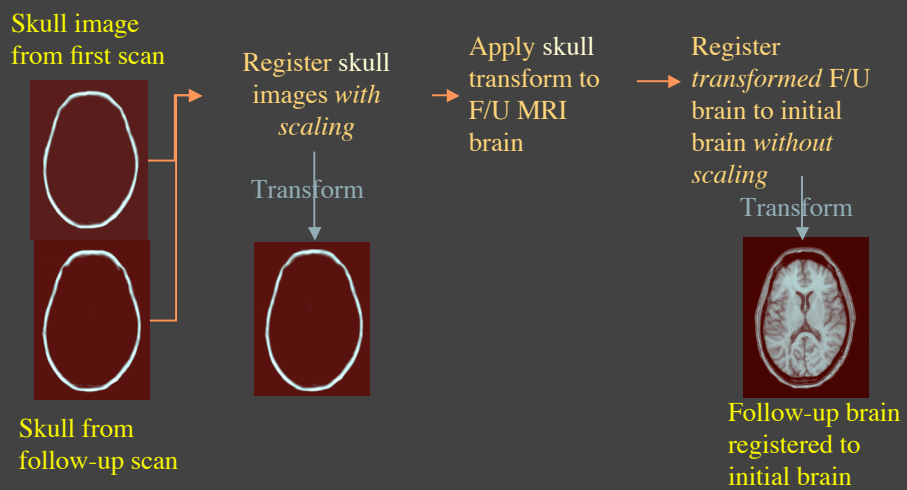 Skull image
from first scan
Register skull
images with
scaling
Transform
Apply skull
transform to
F/U MRI
brain
Register
transformed F/U
brain to initial
brain without
scaling
Transform
Skull from
follow-up scan
Follow-up brain
registered to
initial brain